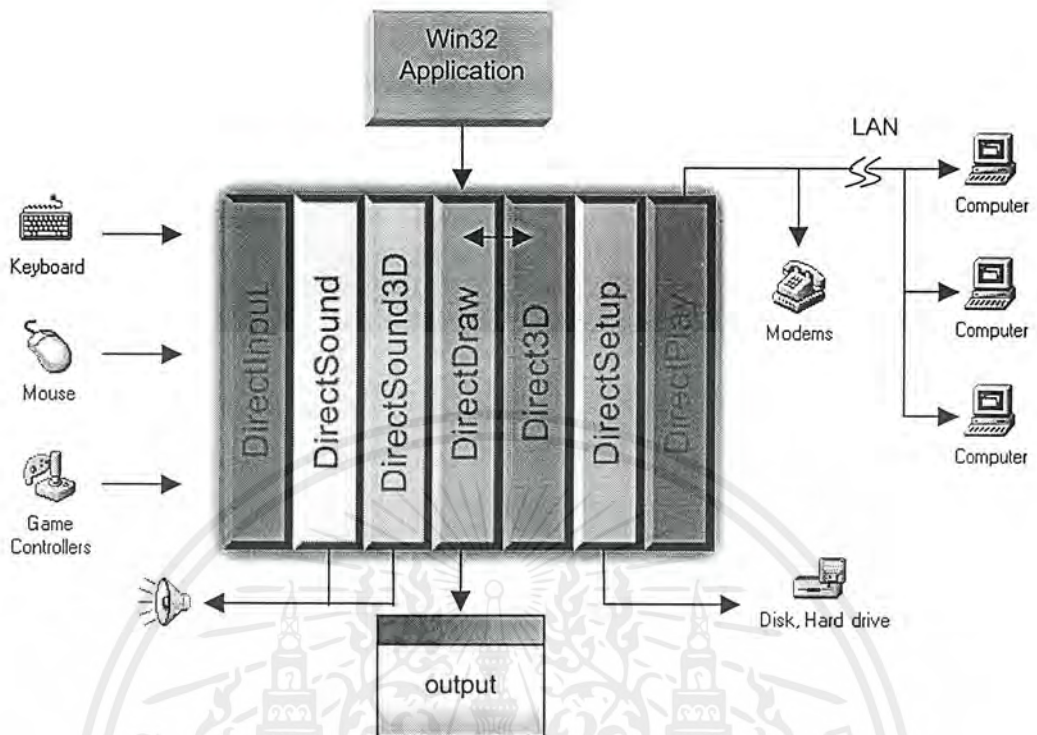 Win32
Application
LAN
Computer
Keyboard
Mouse
Game
Controllers
DirectInput
DirectSound
DirectSound3D
DirectDraw
Direct3D
DirectSetup
DirectPlay
Modems
Computer
Computer
Disk, Hard drive
output